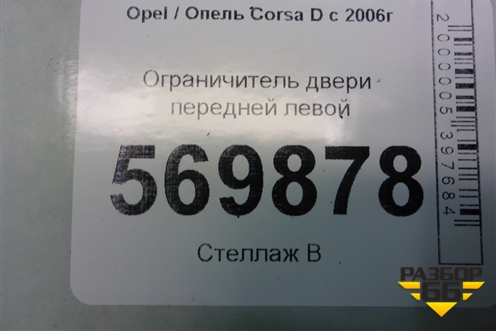 Opel / Опель Corsa D с 2006г
Ограничитель двери
передней левой
569878
Стеллаж В
2000005397684
РАЗБОР
66